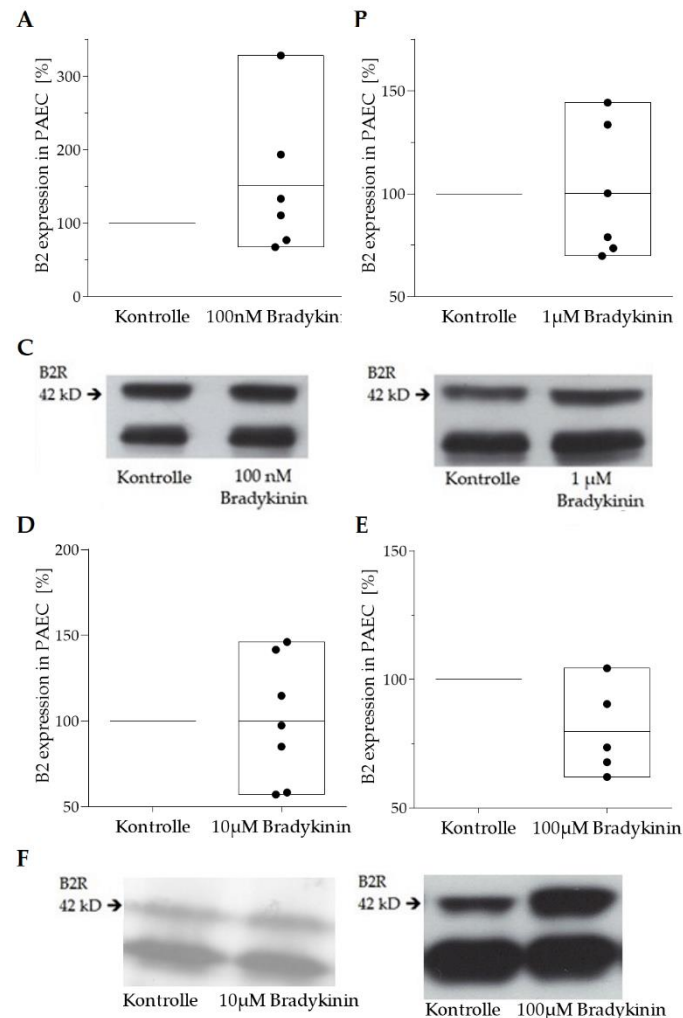 A
B2 expression in PAEC [%]
300
200
100
0
Kontrolle 100nM Bradykin
P
B2 expression in PAEC [%]
150
100
50
Kontrolle 1µM Bradykinin
C
B2R
42 kD →
Kontrolle 100 nM
Bradykinin
B2R
42 kD →
Kontrolle 1 µM
Bradykinin
D
B2 expression in PAEC [%]
200
150
100
50
Kontrolle 10µM Bradykinin
E
B2 expression in PAEC [%]
150
100
50
Kontrolle 100µM Bradykinin
F
B2R
42 kD →
Kontrolle 10µM Bradykinin
B2R
42 kD →
Kontrolle 100µM Bradykinin